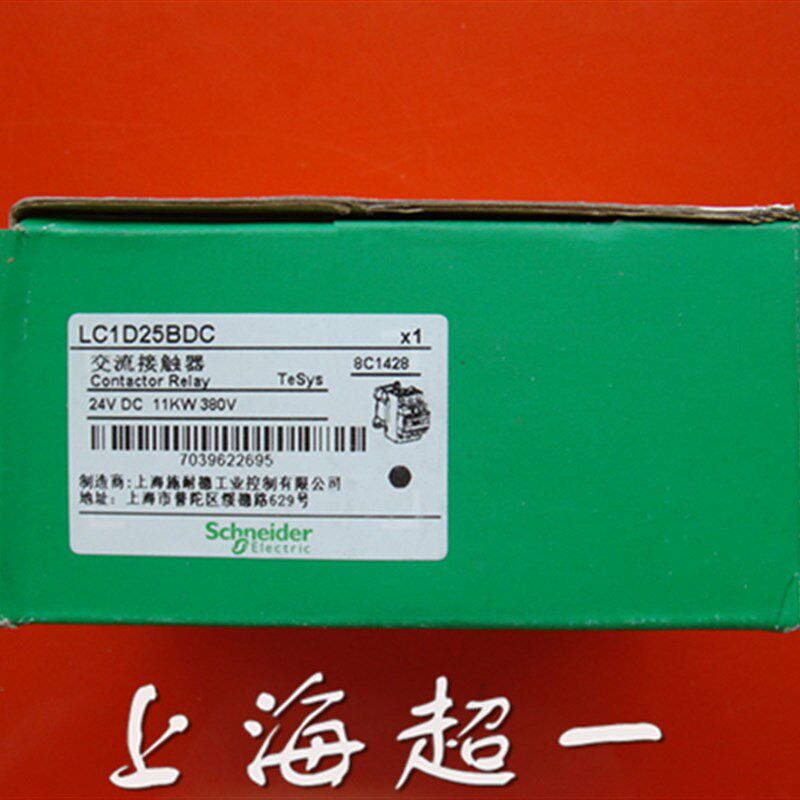 LC1D25BDC x1
交流接触器 8C1428
Contactor Relay TeSys
24V DC 11KW 380V
7039622695
制造商:上海施耐德工业控制有限公司
地址: 上海市普陀区绥德路629号
Schneider
Electric
上海超一